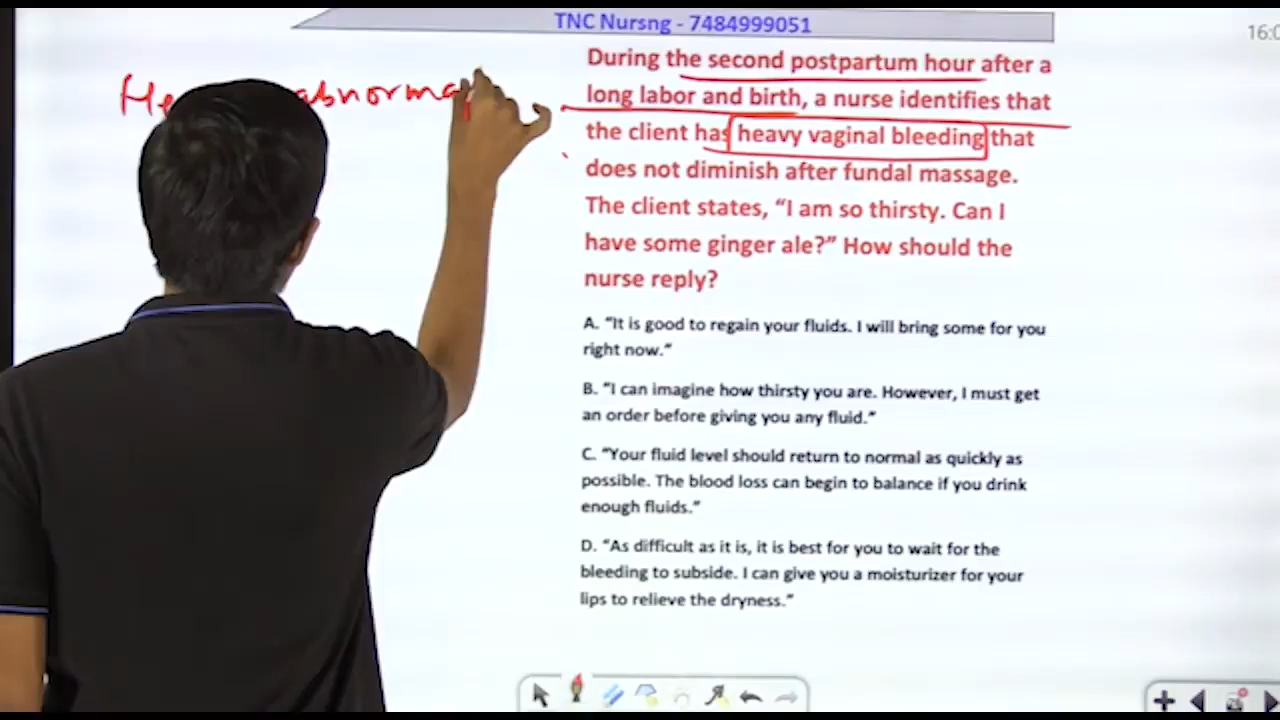 TNC Nursng - 7484999051
16:0
During the second postpartum hour after a
long labor and birth, a nurse identifies that
the client has heavy vaginal bleeding that
does not diminish after fundal massage.
The client states, “I am so thirsty. Can I
have some ginger ale?” How should the
nurse reply?
A. “It is good to regain your fluids. I will bring some for you
right now.”
B. “I can imagine how thirsty you are. However, I must get
an order before giving you any fluid.”
C. “Your fluid level should return to normal as quickly as
possible. The blood loss can begin to balance if you drink
enough fluids.”
D. “As difficult as it is, it is best for you to wait for the
bleeding to subside. I can give you a moisturizer for your
lips to relieve the dryness.”